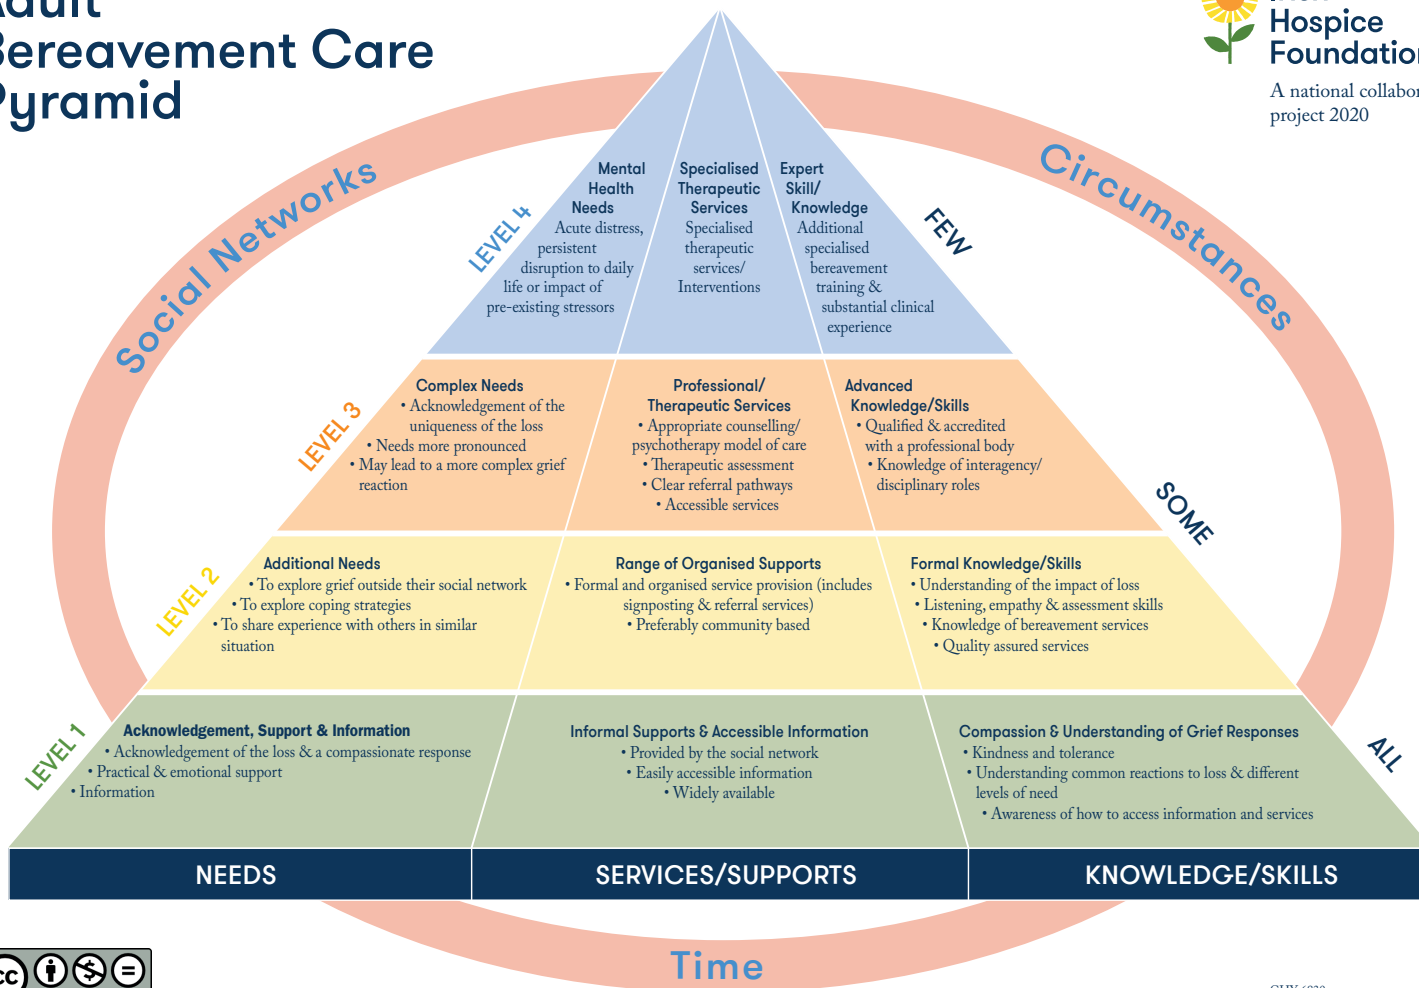 Adult
Bereavement Care
Pyramid
Hospice
Foundation
A national collabor
project 2020
Social Networks
Circumstances
LEVEL 4
Mental
Health
Needs
Acute distress,
persistent
disruption to daily
life or impact of
pre-existing stressors
Specialised
Therapeutic
Services
Specialised
therapeutic
services/
Interventions
Expert
Skill/
Knowledge
Additional
specialised
bereavement
training &
substantial clinical
experience
FEW
LEVEL 3
Complex Needs
• Acknowledgement of the
uniqueness of the loss
• Needs more pronounced
• May lead to a more complex grief
reaction
Professional/
Therapeutic Services
• Appropriate counselling/
psychotherapy model of care
• Therapeutic assessment
• Clear referral pathways
• Accessible services
Advanced
Knowledge/Skills
• Qualified & accredited
with a professional body
• Knowledge of interagency/
disciplinary roles
SOME
LEVEL 2
Additional Needs
• To explore grief outside their social network
• To explore coping strategies
• To share experience with others in similar
situation
Range of Organised Supports
• Formal and organised service provision (includes
signposting & referral services)
• Preferably community based
Formal Knowledge/Skills
• Understanding of the impact of loss
• Listening, empathy & assessment skills
• Knowledge of bereavement services
• Quality assured services
LEVEL 1
Acknowledgement, Support & Information
• Acknowledgement of the loss & a compassionate response
• Practical & emotional support
• Information
Informal Supports & Accessible Information
• Provided by the social network
• Easily accessible information
• Widely available
Compassion & Understanding of Grief Responses
• Kindness and tolerance
• Understanding common reactions to loss & different
levels of need
• Awareness of how to access information and services
ALL
NEEDS
SERVICES/SUPPORTS
KNOWLEDGE/SKILLS
Time
cc